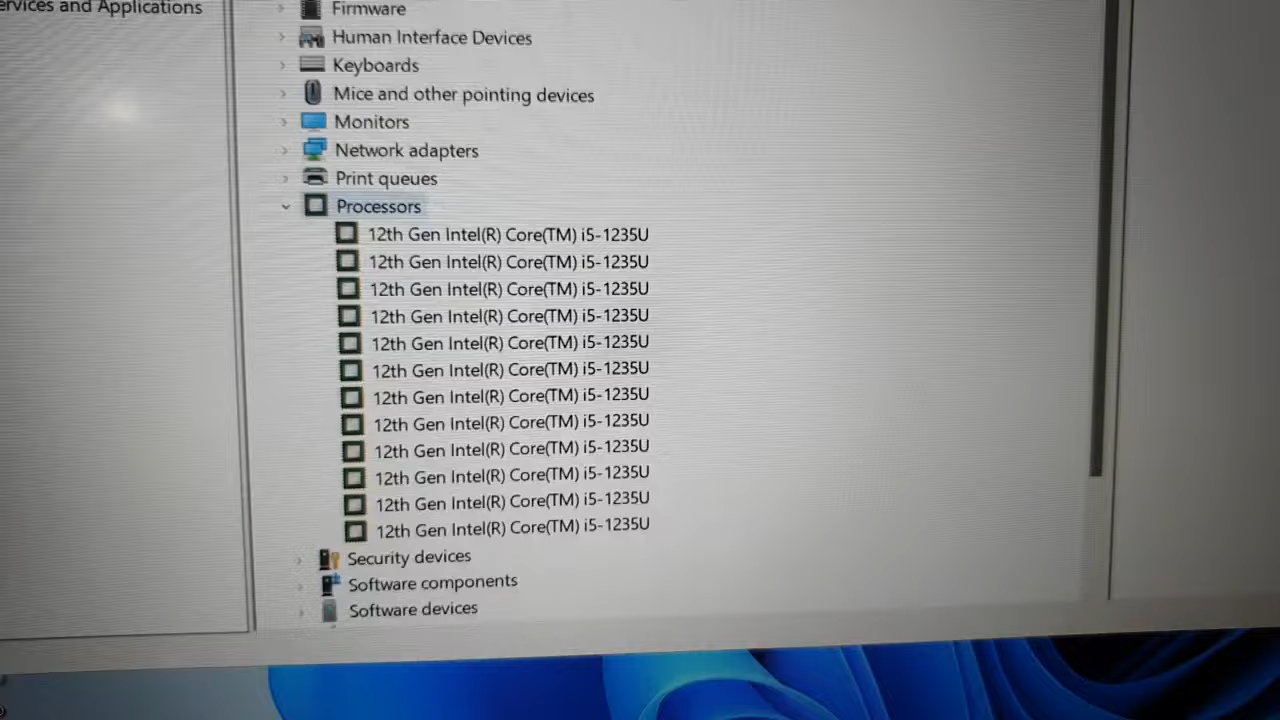 ervices and Applications
Firmware
Human Interface Devices
Keyboards
Mice and other pointing devices
Monitors
Network adapters
Print queues
Processors
12th Gen Intel(R) Core(TM) i5-1235U
12th Gen Intel(R) Core(TM) i5-1235U
12th Gen Intel(R) Core(TM) i5-1235U
12th Gen Intel(R) Core(TM) i5-1235U
12th Gen Intel(R) Core(TM) i5-1235U
12th Gen Intel(R) Core(TM) i5-1235U
12th Gen Intel(R) Core(TM) i5-1235U
12th Gen Intel(R) Core(TM) i5-1235U
12th Gen Intel(R) Core(TM) i5-1235U
12th Gen Intel(R) Core(TM) i5-1235U
12th Gen Intel(R) Core(TM) i5-1235U
12th Gen Intel(R) Core(TM) i5-1235U
Security devices
Software components
Software devices